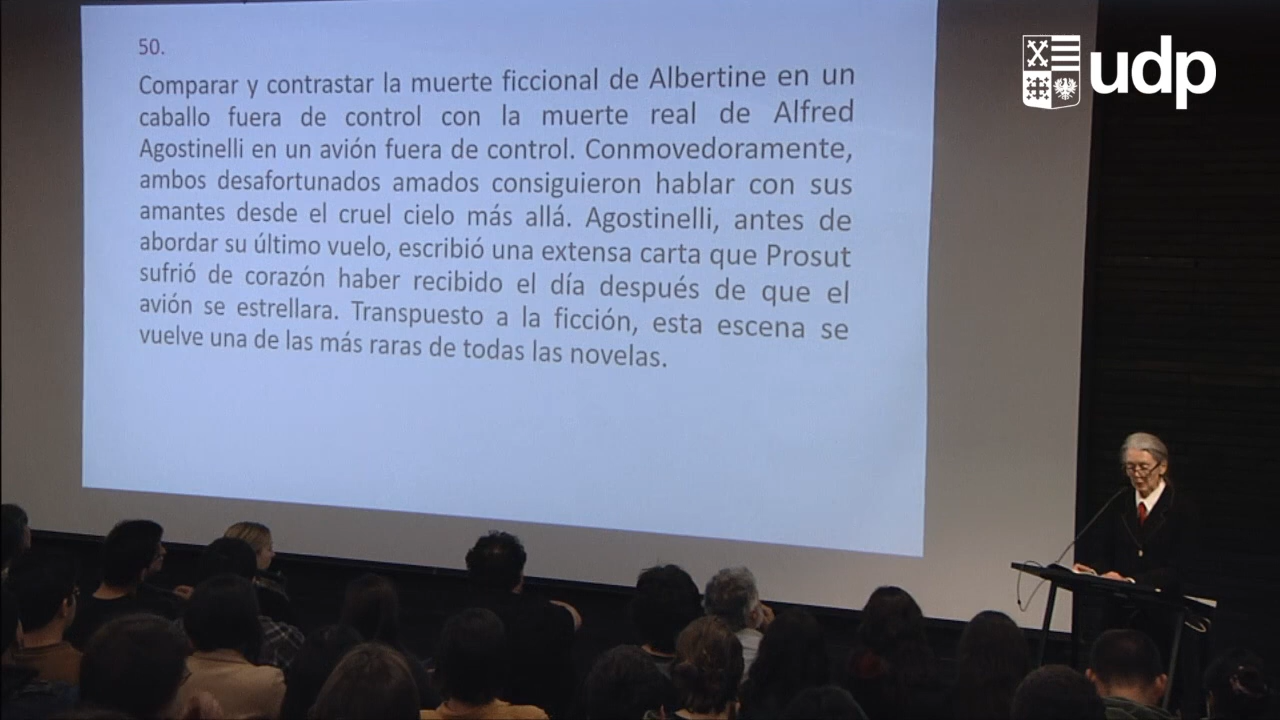 50.
Comparar y contrastar la muerte ficcional de Albertine en un
caballo fuera de control con la muerte real de Alfred
Agostinelli en un avión fuera de control. Conmovedoramente,
ambos desafortunados amados consiguieron hablar con sus
amantes desde el cruel cielo más allá. Agostinelli, antes de
abordar su último vuelo, escribió una extensa carta que Prosut
sufrió de corazón haber recibido el día después de que el
avión se estrellara. Transpuesto a la ficción, esta escena se
vuelve una de las más raras de todas las novelas.
udp